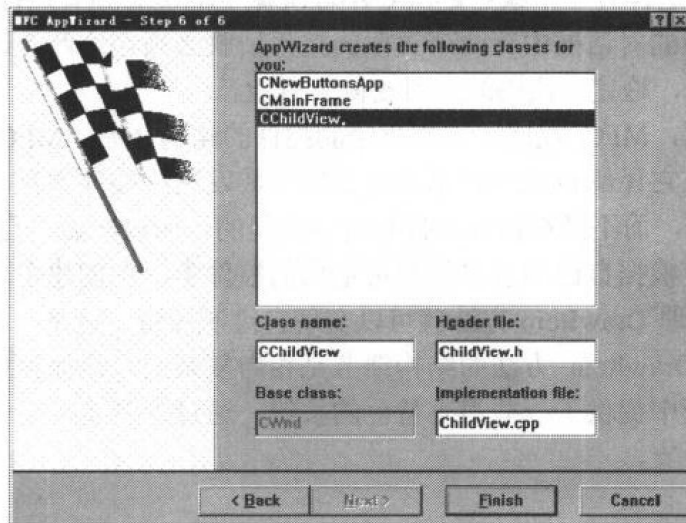 MFC AppWizard - Step 6 of 6
AppWizard creates the following classes for
you:
CNewButtonsApp
CMainFrame
CChildView
Class name:
Header file:
CChildView
ChildView.h
Base class:
Implementation file:
CWnd
ChildView.cpp
< Back
Next >
Finish
Cancel